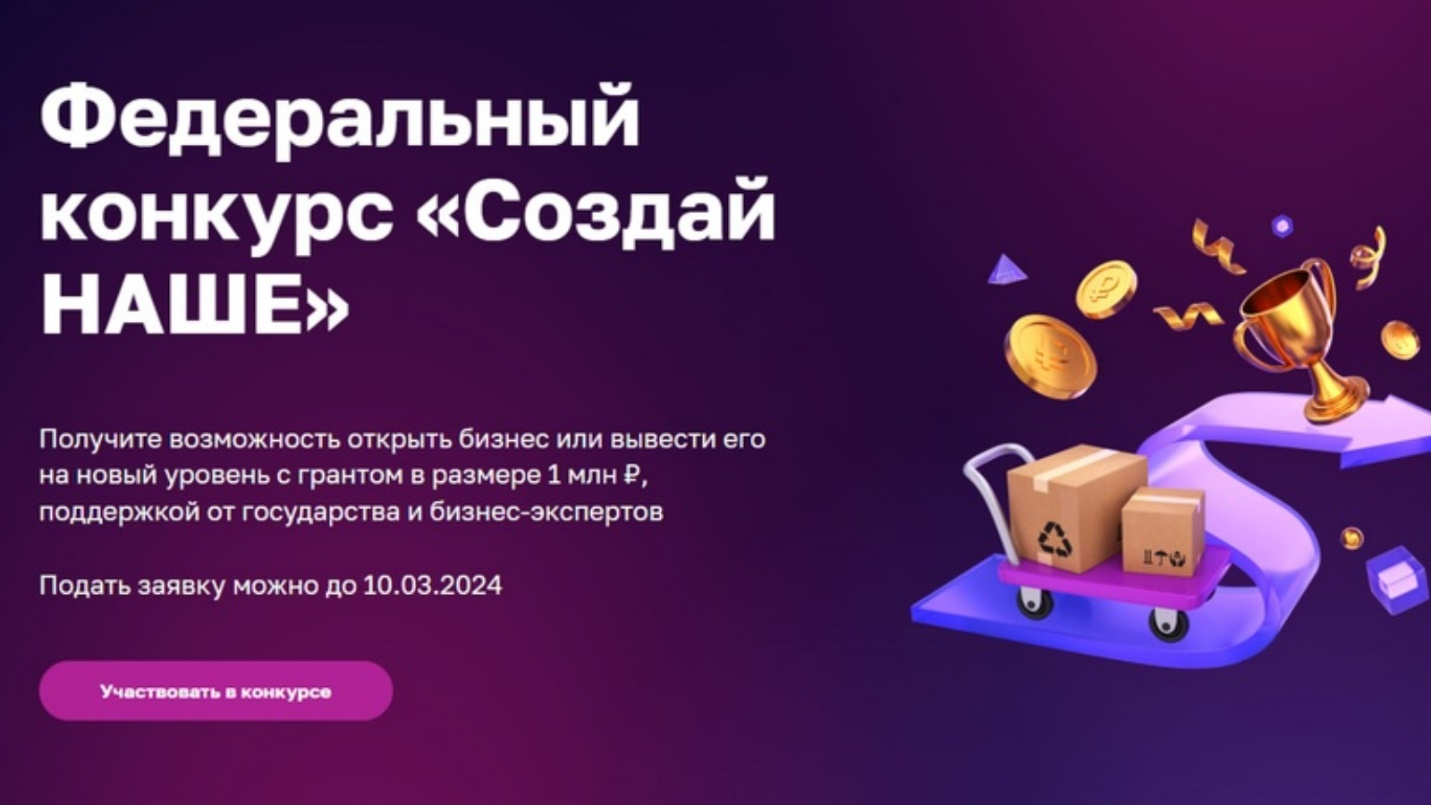 Федеральный
конкурс «Создай
НАШЕ»
Получите возможность открыть бизнес или вывести его
на новый уровень с грантом в размере 1 млн ₽,
поддержкой от государства и бизнес-экспертов
Подать заявку можно до 10.03.2024
Участвовать в конкурсе